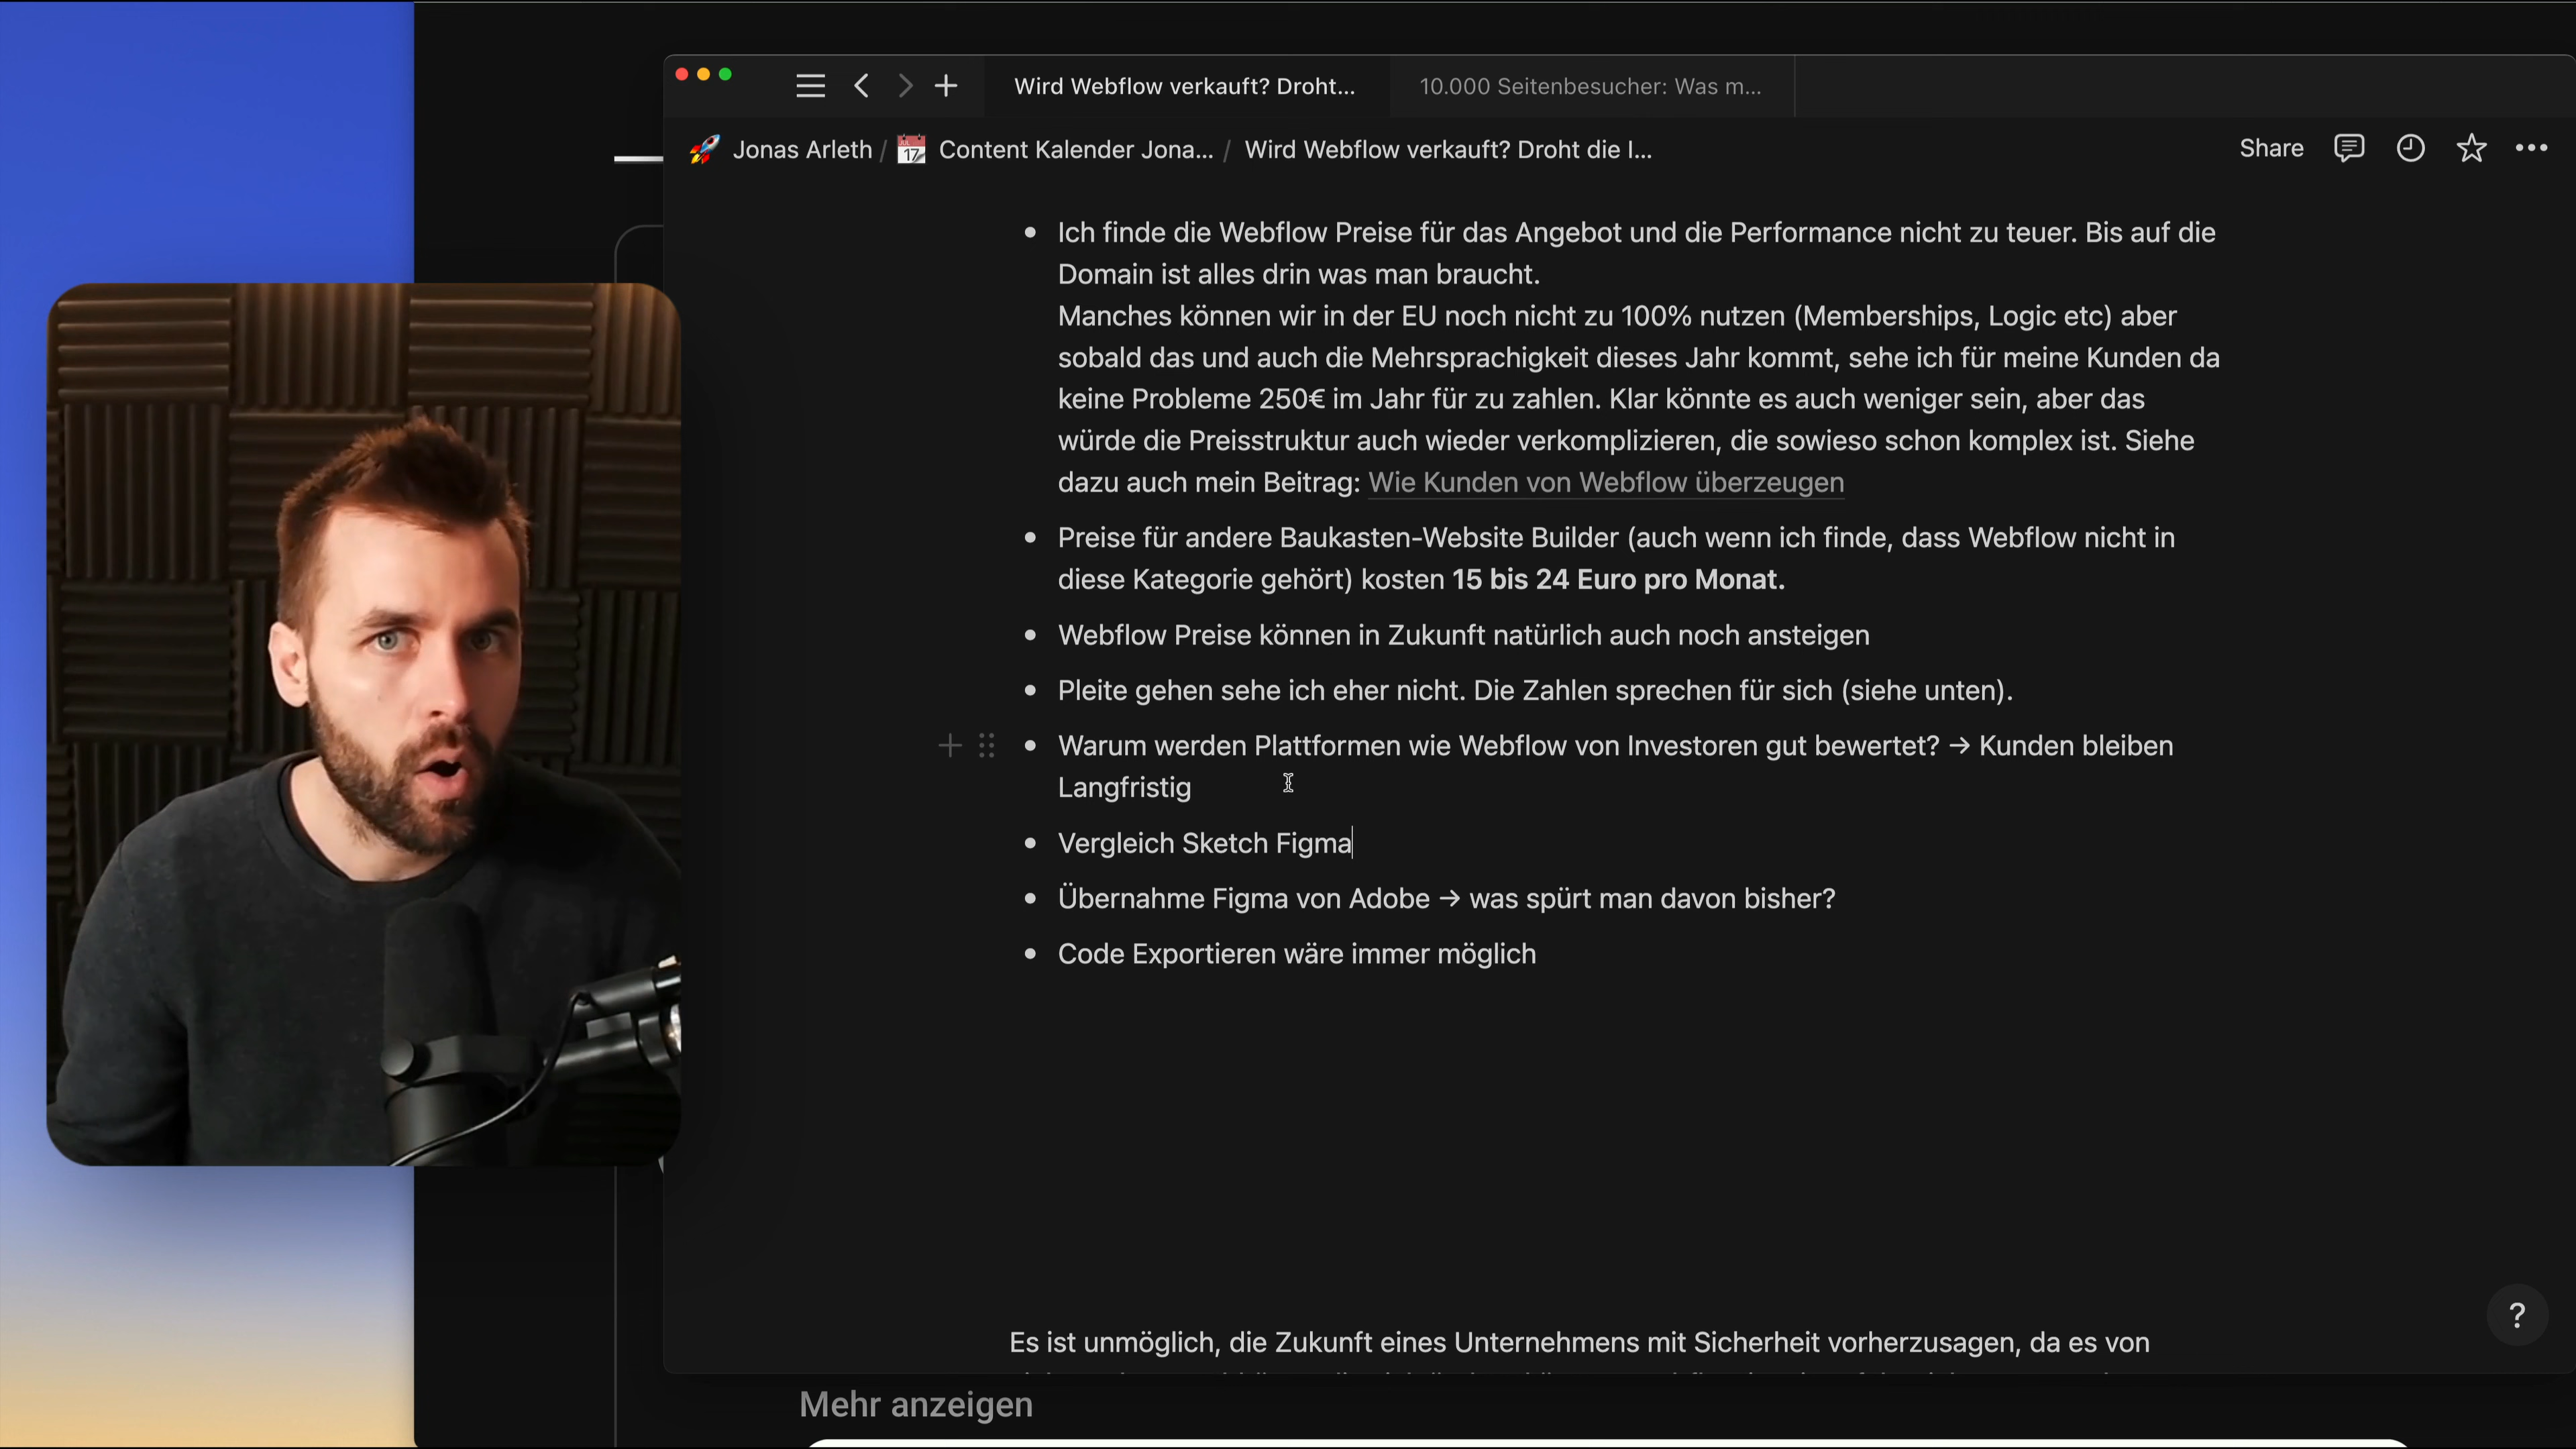 Wird Webflow verkauft? Droht...
10.000 Seitenbesucher: Was m...
Jonas Arleth / JUL 17 Content Kalender Jona... / Wird Webflow verkauft? Droht die I...
Share
Ich finde die Webflow Preise für das Angebot und die Performance nicht zu teuer. Bis auf die
Domain ist alles drin was man braucht.
Manches können wir in der EU noch nicht zu 100% nutzen (Memberships, Logic etc) aber
sobald das und auch die Mehrsprachigkeit dieses Jahr kommt, sehe ich für meine Kunden da
keine Probleme 250€ im Jahr für zu zahlen. Klar könnte es auch weniger sein, aber das
würde die Preisstruktur auch wieder verkomplizieren, die sowieso schon komplex ist. Siehe
dazu auch mein Beitrag: Wie Kunden von Webflow überzeugen
Preise für andere Baukasten-Website Builder (auch wenn ich finde, dass Webflow nicht in
diese Kategorie gehört) kosten 15 bis 24 Euro pro Monat.
Webflow Preise können in Zukunft natürlich auch noch ansteigen
Pleite gehen sehe ich eher nicht. Die Zahlen sprechen für sich (siehe unten).
Warum werden Plattformen wie Webflow von Investoren gut bewertet? → Kunden bleiben
Langfristig
Vergleich Sketch Figma
Übernahme Figma von Adobe → was spürt man davon bisher?
Code Exportieren wäre immer möglich
?
Es ist unmöglich, die Zukunft eines Unternehmens mit Sicherheit vorherzusagen, da es von
Mehr anzeigen